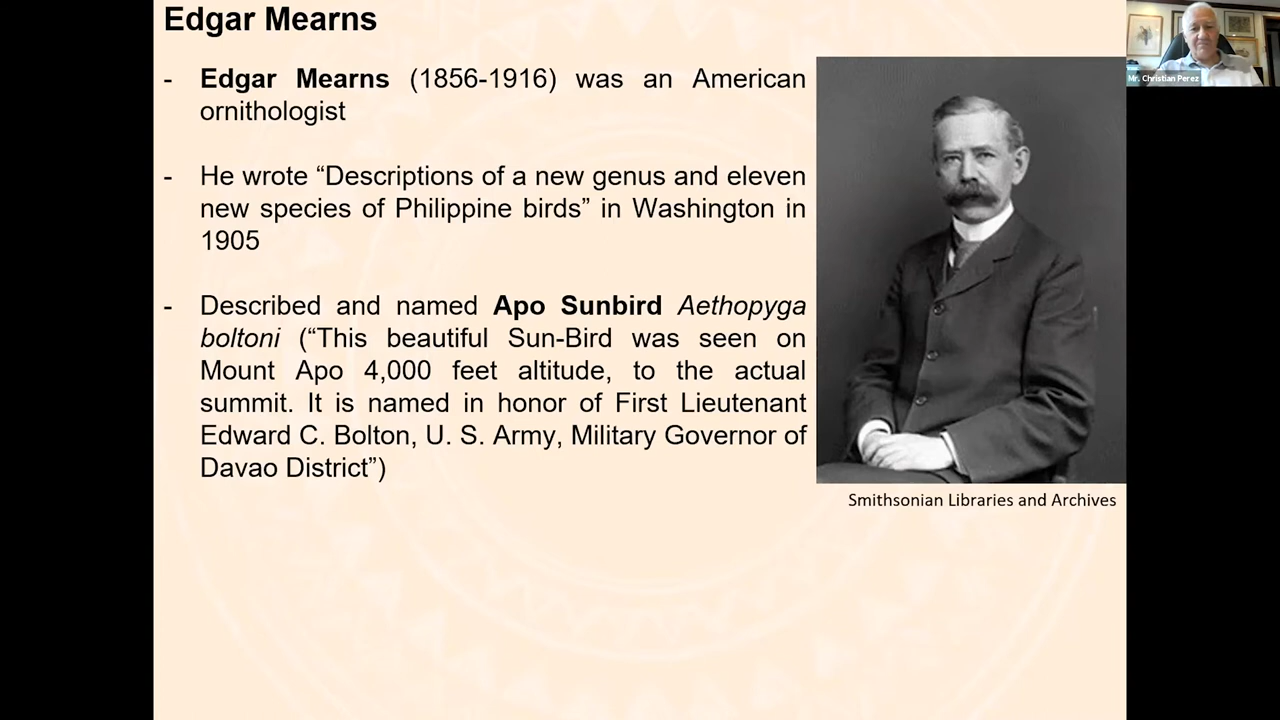 Edgar Mearns
- Edgar Mearns (1856-1916) was an American
ornithologist
- He wrote “Descriptions of a new genus and eleven
new species of Philippine birds” in Washington in
1905
- Described and named Apo Sunbird Aethopyga
boltoni (“This beautiful Sun-Bird was seen on
Mount Apo 4,000 feet altitude, to the actual
summit. It is named in honor of First Lieutenant
Edward C. Bolton, U. S. Army, Military Governor of
Davao District”)
Smithsonian Libraries and Archives
Mr. Christian Perez